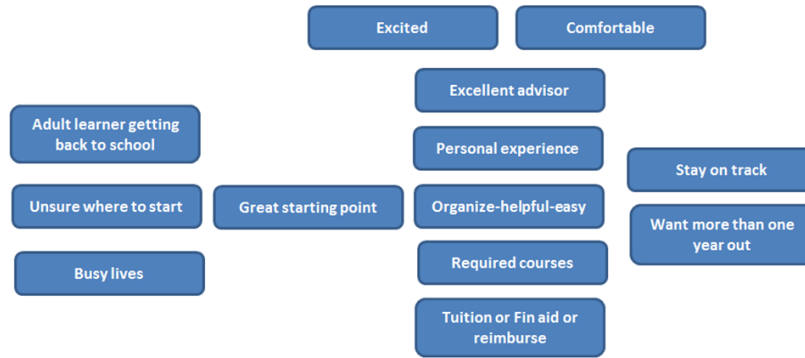 Excited
Comfortable
Excellent advisor
Adult learner getting
back to school
Personal experience
Stay on track
Unsure where to start
Great starting point
Organize-helpful-easy
Want more than one
year out
Busy lives
Required courses
Tuition or Fin aid or
reimburse